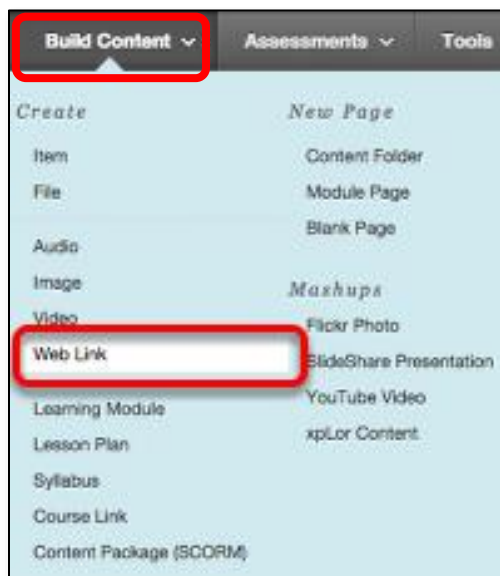 Build Content Assessments Tools
Create
Item
File
Audio
Image
Video
Web Link
Learning Module
Lesson Plan
Syllabus
Course Link
Content Package (SCORM)
New Page
Content Folder
Module Page
Blank Page
Mashups
Flickr Photo
SlideShare Presentation
YouTube Video
xpLor Content